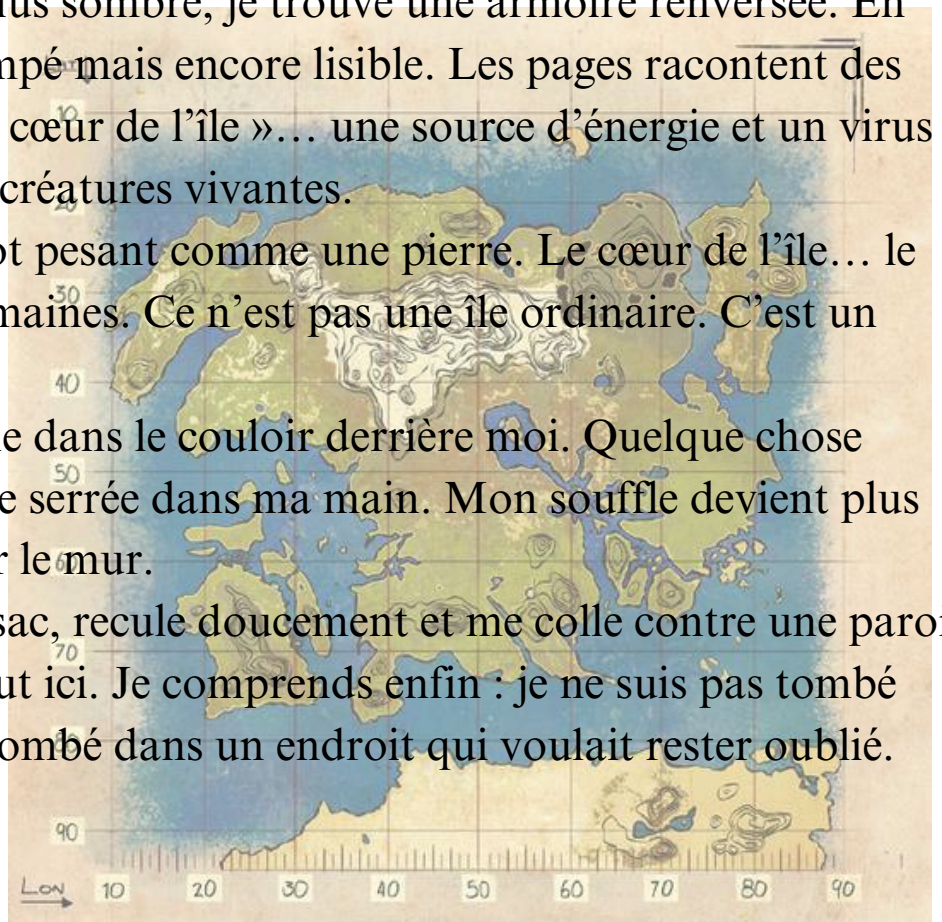 lus sombre, je trouve une armoire renversée. En
mpé mais encore lisible. Les pages racontent des
10
cœur de l’île »… une source d’énergie et un virus
créatures vivantes.
ot pesant comme une pierre. Le cœur de l’île… le
30
maines. Ce n’est pas une île ordinaire. C’est un
40
e dans le couloir derrière moi. Quelque chose
50
e serrée dans ma main. Mon souffle devient plus
r le mur.
sac, recule doucement et me colle contre une paroi
70
ut ici. Je comprends enfin : je ne suis pas tombé
ombé dans un endroit qui voulait rester oublié.
90
Lon 10 20 30 40 50 60 70 80 90